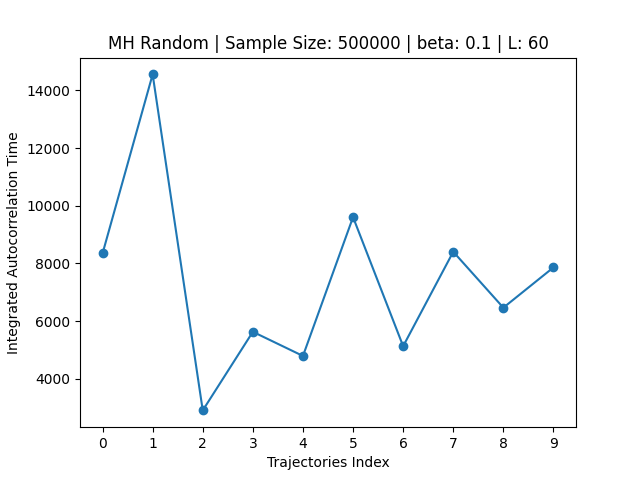 MH Random | Sample Size: 500000 | beta: 0.1 | L: 60
Integrated Autocorrelation Time
14000
12000
10000
8000
6000
4000
0 1 2 3 4 5 6 7 8 9
Trajectories Index